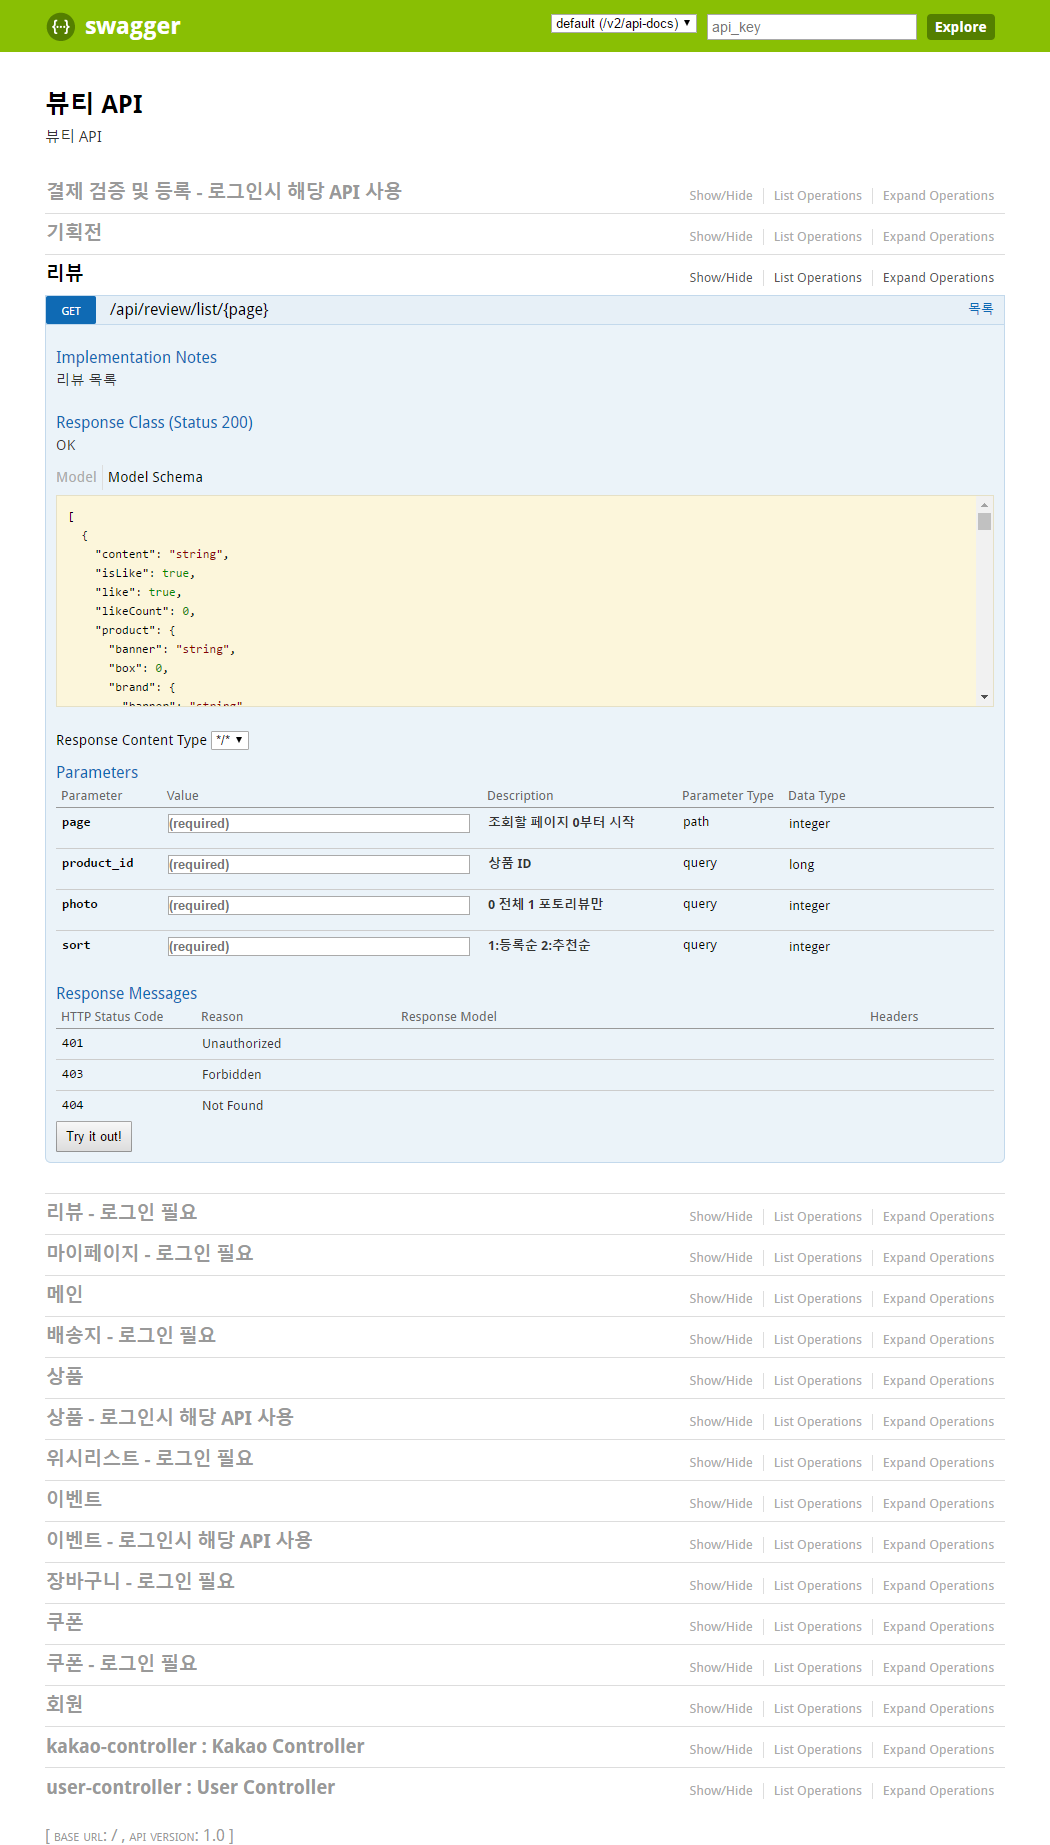 swagger default (/v2/api-docs) api_key Explore
뷰티 API
뷰티 API
결제 검증 및 등록 - 로그인시 해당 API 사용 Show/Hide List Operations Expand Operations
기획전 Show/Hide List Operations Expand Operations
리뷰 Show/Hide List Operations Expand Operations
GET /api/review/list/{page} 목록
Implementation Notes
리뷰 목록
Response Class (Status 200)
OK
Model Model Schema
[
{
"content": "string",
"isLike": true,
"like": true,
"likeCount": 0,
"product": {
"banner": "string",
"box": 0,
"brand": {
"banner": "string"
Response Content Type */*
Parameters
Parameter Value Description Parameter Type Data Type
page (required) 조회할 페이지 0부터 시작 path integer
product_id (required) 상품 ID query long
photo (required) 0 전체 1 포토리뷰만 query integer
sort (required) 1:등록순 2:추천순 query integer
Response Messages
HTTP Status Code Reason Response Model Headers
401 Unauthorized
403 Forbidden
404 Not Found
Try it out!
리뷰 - 로그인 필요 Show/Hide List Operations Expand Operations
마이페이지 - 로그인 필요 Show/Hide List Operations Expand Operations
메인 Show/Hide List Operations Expand Operations
배송지 - 로그인 필요 Show/Hide List Operations Expand Operations
상품 Show/Hide List Operations Expand Operations
상품 - 로그인시 해당 API 사용 Show/Hide List Operations Expand Operations
위시리스트 - 로그인 필요 Show/Hide List Operations Expand Operations
이벤트 Show/Hide List Operations Expand Operations
이벤트 - 로그인시 해당 API 사용 Show/Hide List Operations Expand Operations
장바구니 - 로그인 필요 Show/Hide List Operations Expand Operations
쿠폰 Show/Hide List Operations Expand Operations
쿠폰 - 로그인 필요 Show/Hide List Operations Expand Operations
회원 Show/Hide List Operations Expand Operations
kakao-controller : Kakao Controller Show/Hide List Operations Expand Operations
user-controller : User Controller Show/Hide List Operations Expand Operations
[ BASE URL: / , API VERSION: 1.0 ]